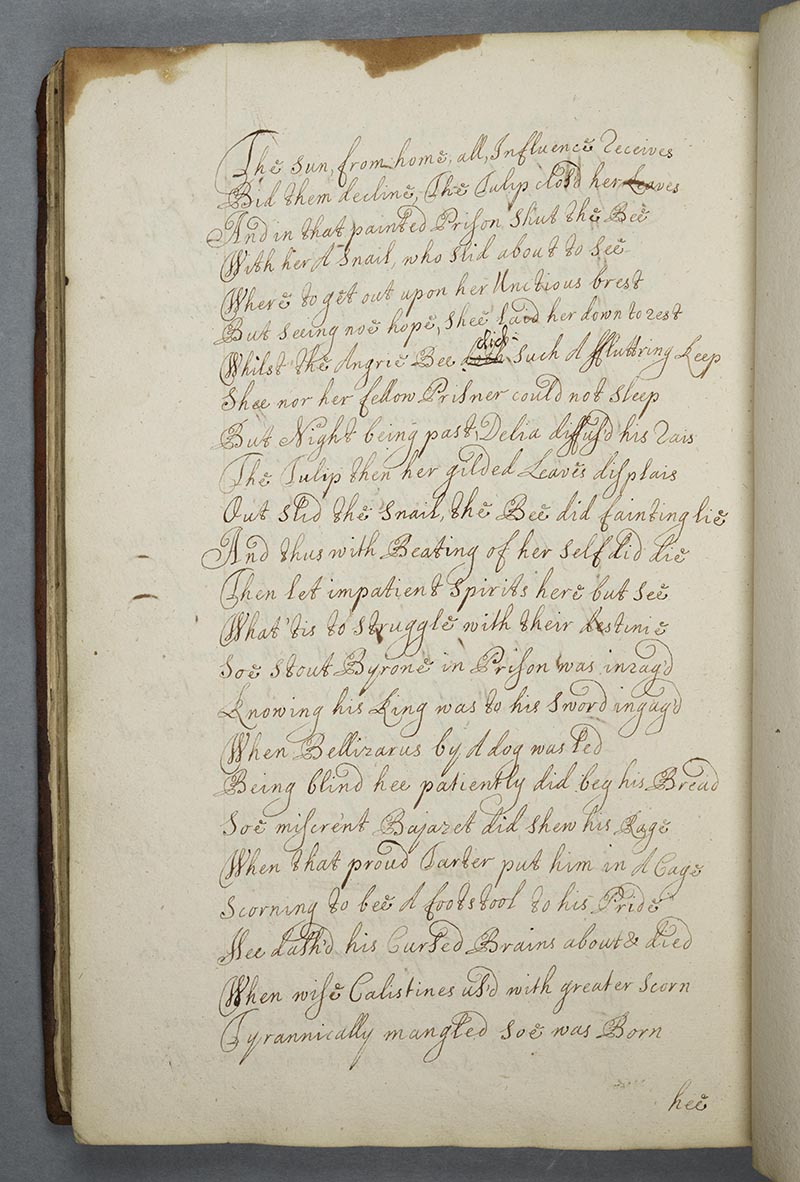 The Sun, from home, all, Influence receives
Bid them decline, The Tulip clos'd her Leaves
And in that painted Prison Shut the Bee
With her A Snail, who slid about to See
Where to get out upon her Unctious brest
But Seeing noe hope, Shee Laid her down to rest
Whilst the Angrie Bee did Such A ffluttring Keep
Shee nor her fellow Prisner could not Sleep
But Night being past, Delia diffus'd his rais
The Tulip then her gilded Leaves displais
Out Slid the Snail, the Bee did fainting lie
And thus with Beating of her Self did die
Then let impatient Spirits here but See
What 'tis to Struggle with their destinie
Soe Stout Byrone in Prison was inrag'd
Knowing his King was to his Sword ingag'd
When Bellizarus by A dog was led
Being blind hee patiently did beg his Bread
Soe miscrent Bajazet did Shew his Rage
When that proud Tarter put him in A Cage
Scorning to bee A footstool to his Pride
Hee dash'd his Cursed Brains about & died
When wise Calistines us'd with greater Scorn
Tyrannically mangled Soe was Born
hee